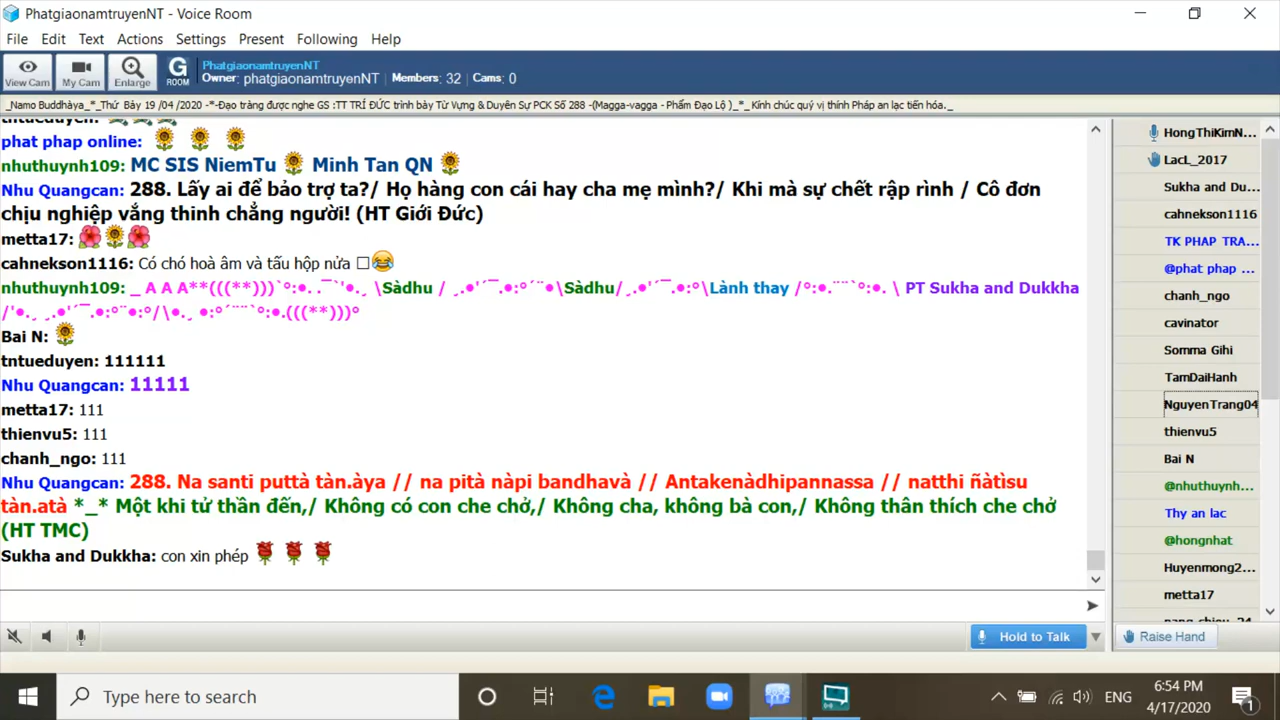 PhatgiaonamtruyenNT - Voice Room
File Edit Text Actions Settings Present Following Help
View Cam My Cam Enlarge G ROOM PhatgiaonamtruyenNT
Owner: phatgiaonamtruyenNT Members: 32 Cams: 0
_Namo Buddhàya_*_Thứ Bảy 19 /04 /2020 -*-Đạo tràng được nghe GS :TT TRÍ ĐỨC trình bày Từ Vựng & Duyên Sự PCK Số 288 -(Magga-vagga - Phẩm Đạo Lộ )_*_ Kính chúc quý vị thính Pháp an lạc tiến hóa._
tntueduyen:
phat phap online:
nhuthuynh109: MC SIS NiemTu Minh Tan QN
Nhu Quangcan: 288. Lấy ai để bảo trợ ta?/ Họ hàng con cái hay cha mẹ mình?/ Khi mà sự chết rập rình / Cô đơn
chịu nghiệp vắng thinh chẳng người! (HT Giới Đức)
metta17:
cahnekson1116: Có chó hoà âm và tấu hộp nửa
nhuthuynh109: _ A A A**(((**)))`°:•. .¯`'•.¸ \Sàdhu / ¸.•'´¯.•:°´¨•\Sàdhu/¸.•'´¯.•:°\Lành thay /°:•.¨¨`°:•. \ PT Sukha and Dukkha
/'•.¸ ¸.•'´¯.•:°¨•:°/\•.¸ •:°´¨¨`°:•.(((**)))°
Bai N:
tntueduyen: 111111
Nhu Quangcan: 11111
metta17: 111
thienvu5: 111
chanh_ngo: 111
Nhu Quangcan: 288. Na santi puttà tàn.àya // na pità nàpi bandhavà // Antakenàdhipannassa // natthi ñàtìsu
tàn.atà *_* Một khi tử thần đến,/ Không có con che chở,/ Không cha, không bà con,/ Không thân thích che chở
(HT TMC)
Sukha and Dukkha: con xin phép
Hold to Talk
HongThiKimN...
LacL_2017
Sukha and Du...
cahnekson1116
TK PHAP TRA...
@phat phap ...
chanh_ngo
cavinator
Somma Gihi
TamDaiHanh
NguyenTrang04
thienvu5
Bai N
@nhuthuynh...
Thy an lac
@hongnhat
Huyenmong2...
metta17
Raise Hand
Type here to search
ENG
6:54 PM
4/17/2020
1